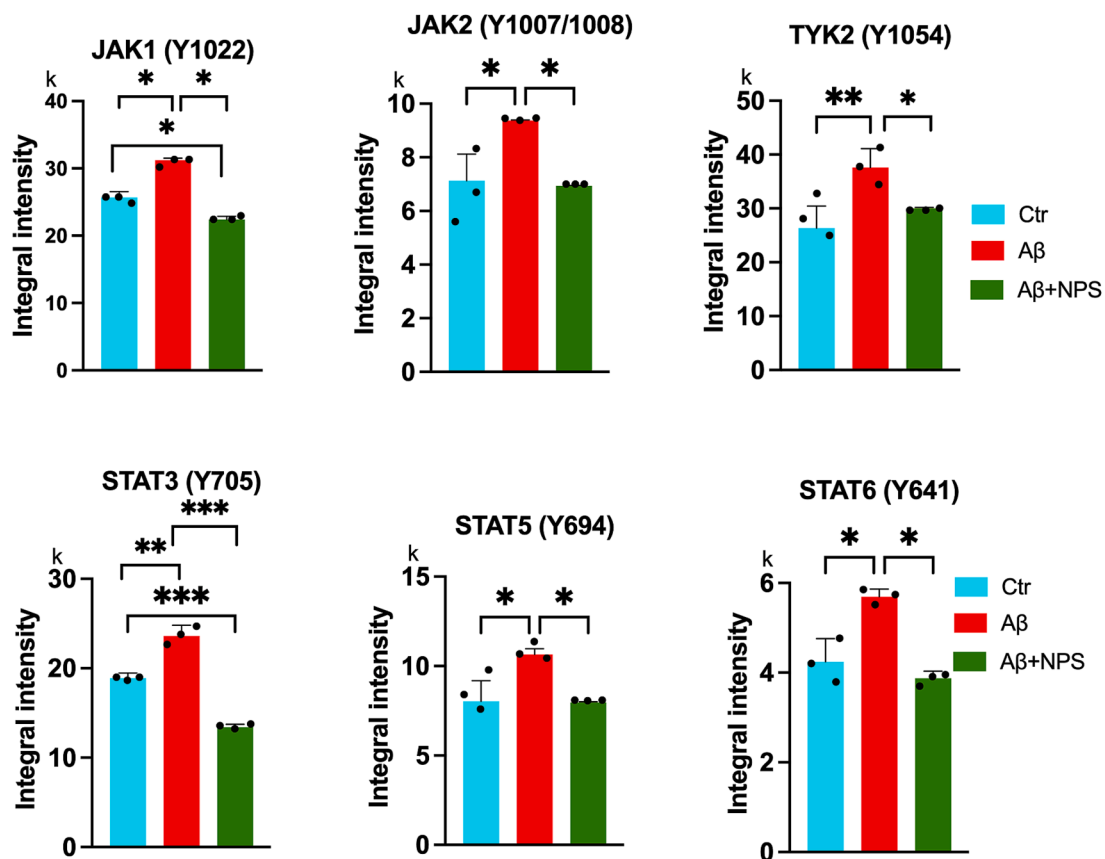 JAK1 (Y1022)
k
* *
*
Integral intensity
40
30
20
10
0
JAK2 (Y1007/1008)
k
* *
Integral intensity
10
8
6
4
2
0
TYK2 (Y1054)
k
** *
Integral intensity
50
40
30
20
10
0
Ctr
Aβ
Aβ+NPS
STAT3 (Y705)
***
k
**
***
Integral intensity
30
20
10
0
STAT5 (Y694)
k
* *
Integral intensity
15
10
5
0
STAT6 (Y641)
* *
k
Integral intensity
6
4
2
0
Ctr
Aβ
Aβ+NPS